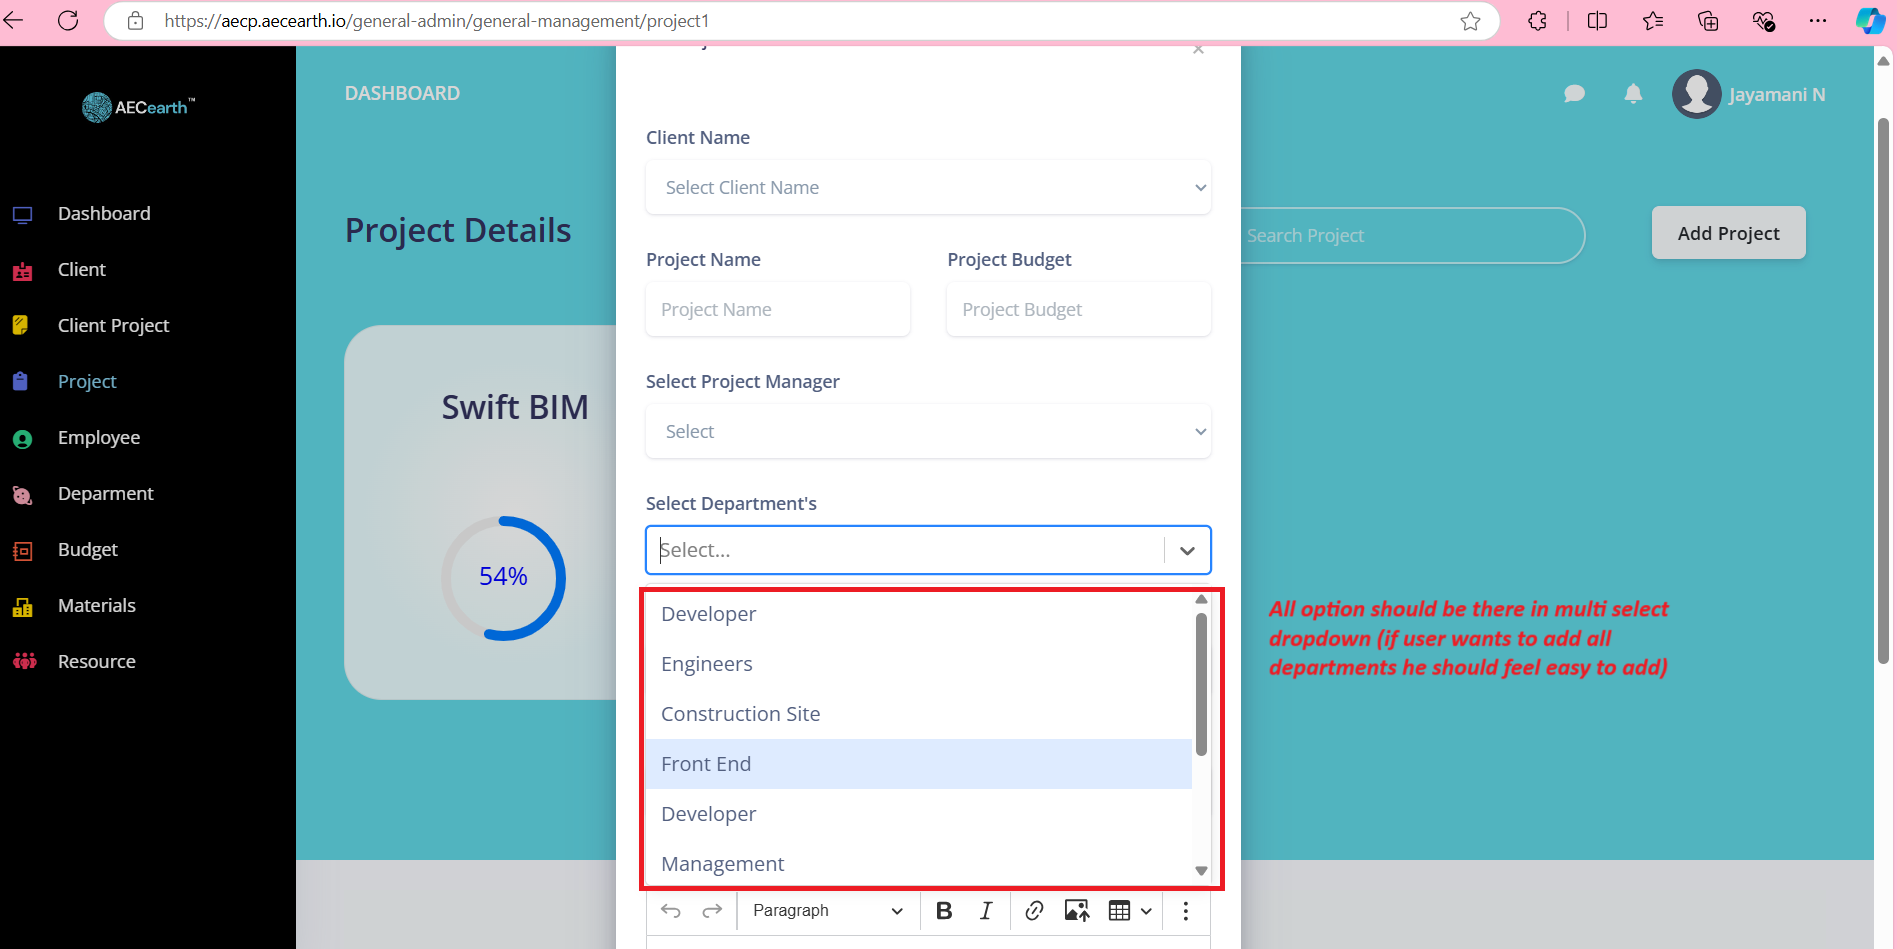 https://aecp.aecearth.io/general-admin/general-management/project1
AECearth™
DASHBOARD
Jayamani N
Dashboard
Client
Client Project
Project
Employee
Deparment
Budget
Materials
Resource
Project Details
Search Project
Add Project
Swift BIM
54%
Client Name
Select Client Name
Project Name
Project Budget
Project Name
Project Budget
Select Project Manager
Select
Select Department's
Select...
Developer
Engineers
Construction Site
Front End
Developer
Management
Paragraph
B I
All option should be there in multi select
dropdown (if user wants to add all
departments he should feel easy to add)